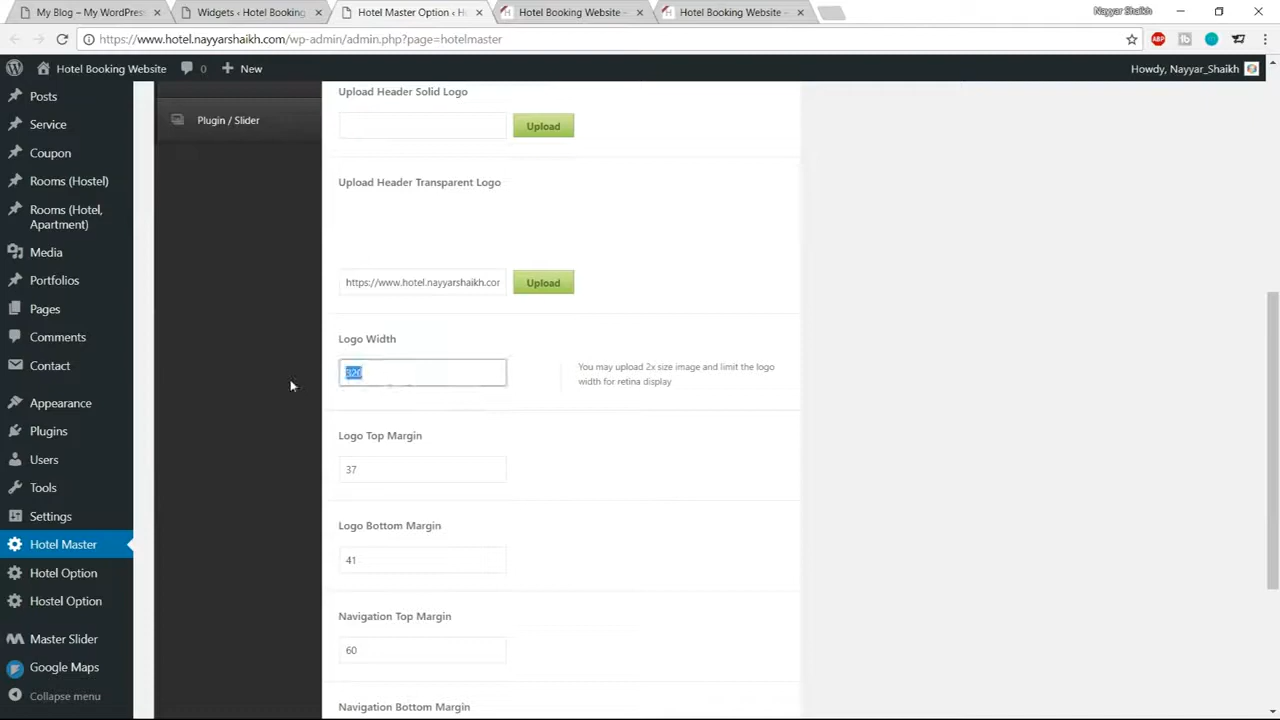 My Blog – My WordPress
Widgets ‹ Hotel Booking
Hotel Master Option ‹ H
Hotel Booking Website –
Hotel Booking Website –
Nayyar Shaikh
https://www.hotel.nayyarshaikh.com/wp-admin/admin.php?page=hotelmaster
ABP
Hotel Booking Website
0
New
Howdy, Nayyar_Shaikh
Posts
Service
Coupon
Rooms (Hostel)
Rooms (Hotel,
Apartment)
Media
Portfolios
Pages
Comments
Contact
Appearance
Plugins
Users
Tools
Settings
Hotel Master
Hotel Option
Hostel Option
Master Slider
Google Maps
Collapse menu
Plugin / Slider
Upload Header Solid Logo
Upload
Upload Header Transparent Logo
https://www.hotel.nayyarshaikh.cor
Upload
Logo Width
320
You may upload 2x size image and limit the logo
width for retina display
Logo Top Margin
37
Logo Bottom Margin
41
Navigation Top Margin
60
Navigation Bottom Margin